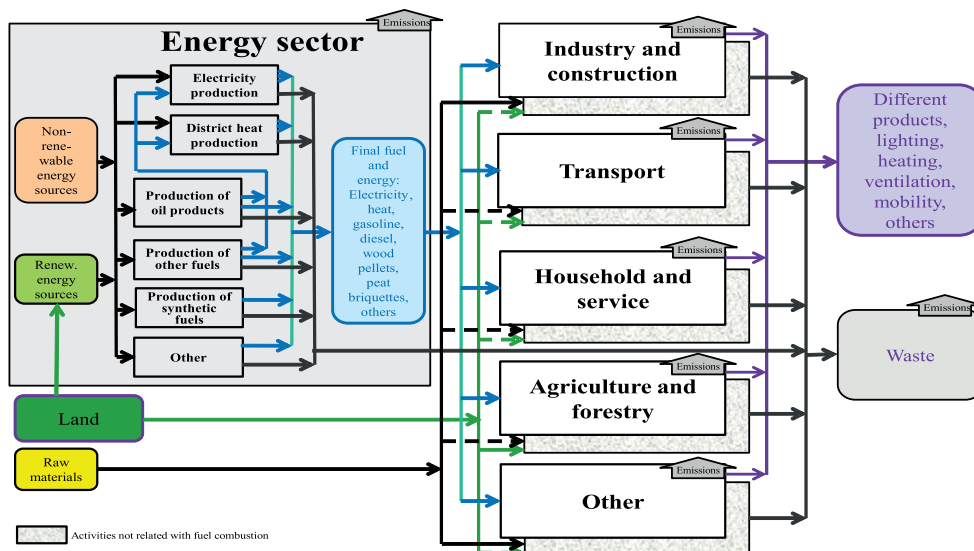 Emissions
Energy sector
Electricity
production
District heat
production
Non-
rene-
wable
energy
sources
Production of
oil products
Production of
other fuels
Renew.
energy
sources
Production of
synthetic
fuels
Other
Final fuel
and
energy:
Electricity,
heat,
gasoline,
diesel,
wood
pellets,
peat
briquettes,
others
Land
Raw
materials
Activities not related with fuel combustion
Emissions
Industry and
construction
Emissions
Transport
Emissions
Household and
service
Emissions
Agriculture and
forestry
Emissions
Other
Different
products,
lighting,
heating,
ventilation,
mobility,
others
Emissions
Waste